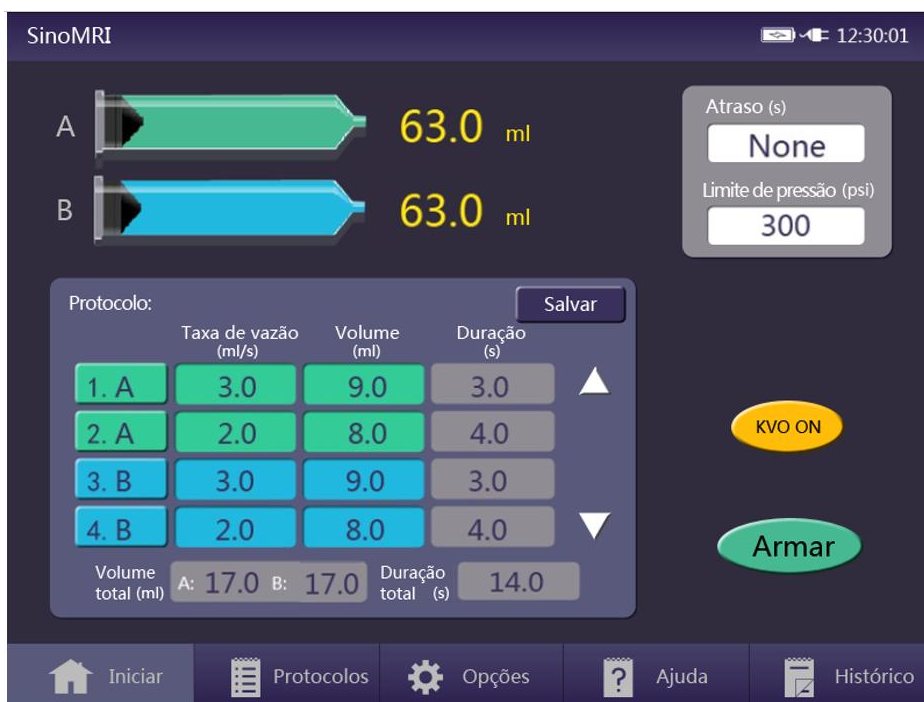 SinoMRI 12:30:01
A 63.0 ml
B 63.0 ml
Atraso (s)
None
Limite de pressão (psi)
300
Protocolo: Salvar
Taxa de vazão Volume Duração
(ml/s) (ml) (s)
1. A 3.0 9.0 3.0
2. A 2.0 8.0 4.0
3. B 3.0 9.0 3.0
4. B 2.0 8.0 4.0
Volume total (ml) A: 17.0 B: 17.0 Duração total (s) 14.0
KVO ON
Armar
Iniciar Protocolos Opções ? Ajuda Histórico